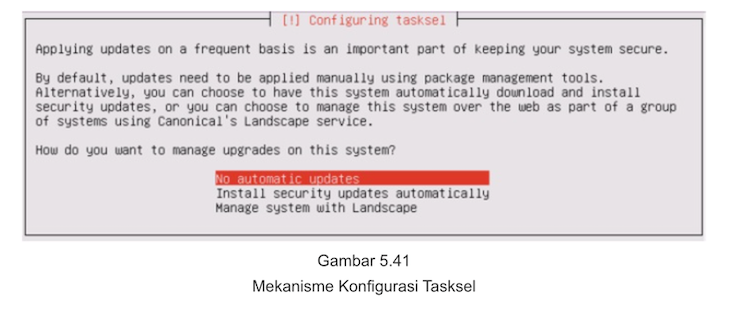 [!] Configuring tasksel
Applying updates on a frequent basis is an important part of keeping your system secure.
By default, updates need to be applied manually using package management tools.
Alternatively, you can choose to have this system automatically download and install
security updates, or you can choose to manage this system over the web as part of a group
of systems using Canonical's Landscape service.
How do you want to manage upgrades on this system?
No automatic updates
Install security updates automatically
Manage system with Landscape
Gambar 5.41
Mekanisme Konfigurasi Tasksel